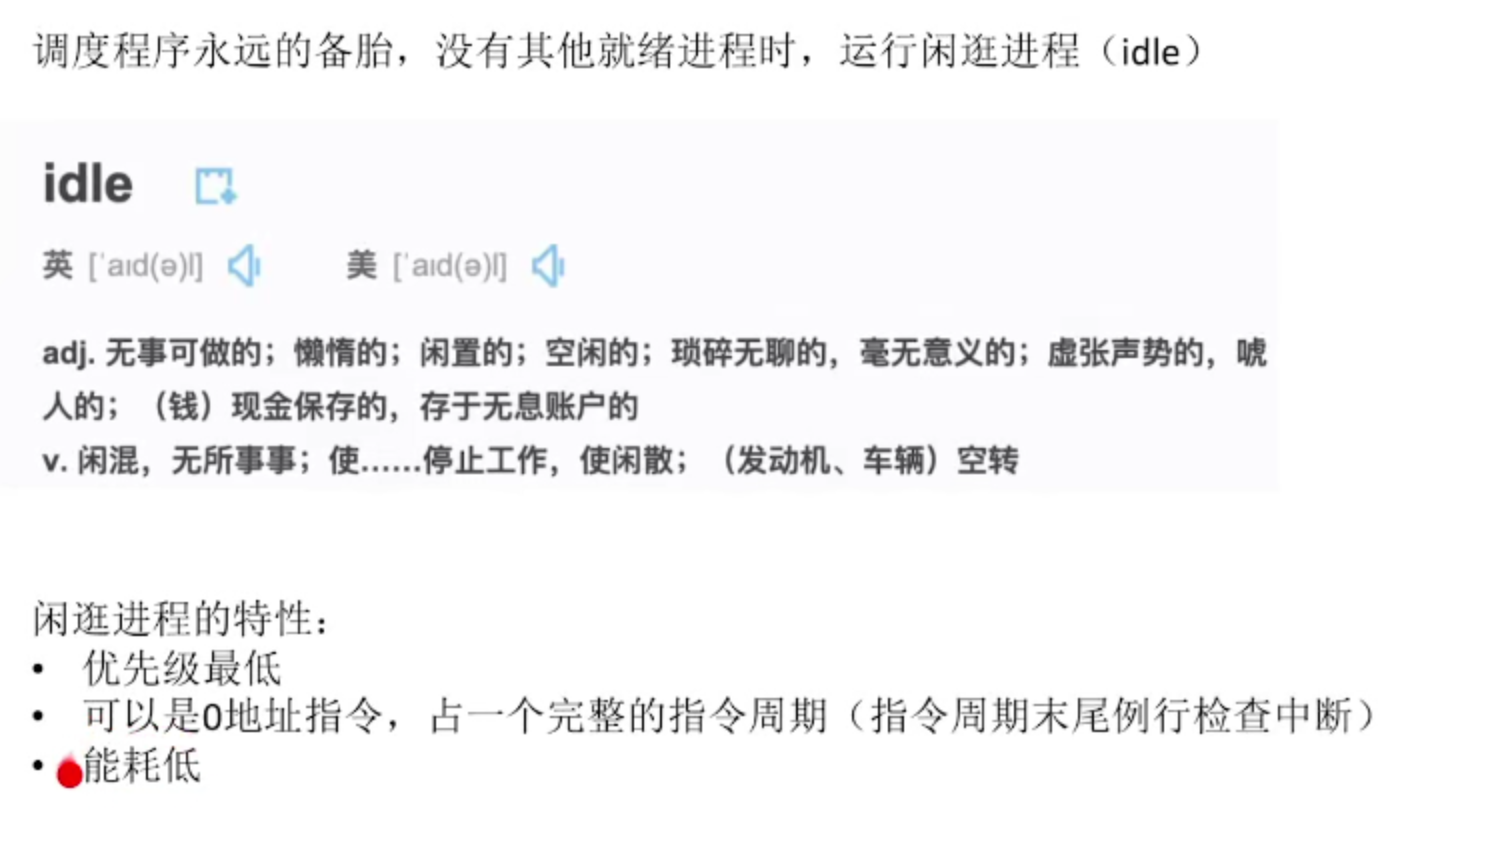 调度程序永远的备胎，没有其他就绪进程时，运行闲逛进程（idle）
idle
英 [ˈaɪd(ə)l] 美 [ˈaɪd(ə)l]
adj. 无事可做的；懒惰的；闲置的；空闲的；琐碎无聊的，毫无意义的；虚张声势的，唬
人的；（钱）现金保存的，存于无息账户的
v. 闲混，无所事事；使……停止工作，使闲散；（发动机、车辆）空转
闲逛进程的特性：
• 优先级最低
• 可以是0地址指令，占一个完整的指令周期（指令周期末尾例行检查中断）
• 能耗低